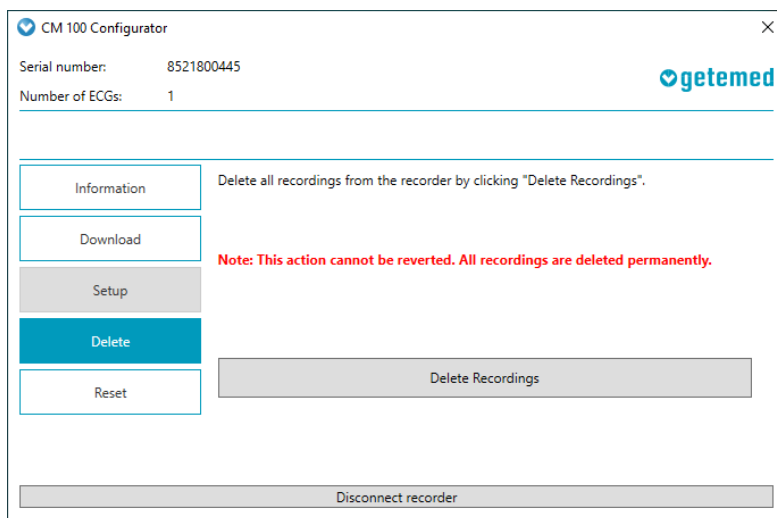 CM 100 Configurator
Serial number: 8521800445
getemed
Number of ECGs: 1
Information
Delete all recordings from the recorder by clicking "Delete Recordings".
Download
Note: This action cannot be reverted. All recordings are deleted permanently.
Setup
Delete
Delete Recordings
Reset
Disconnect recorder